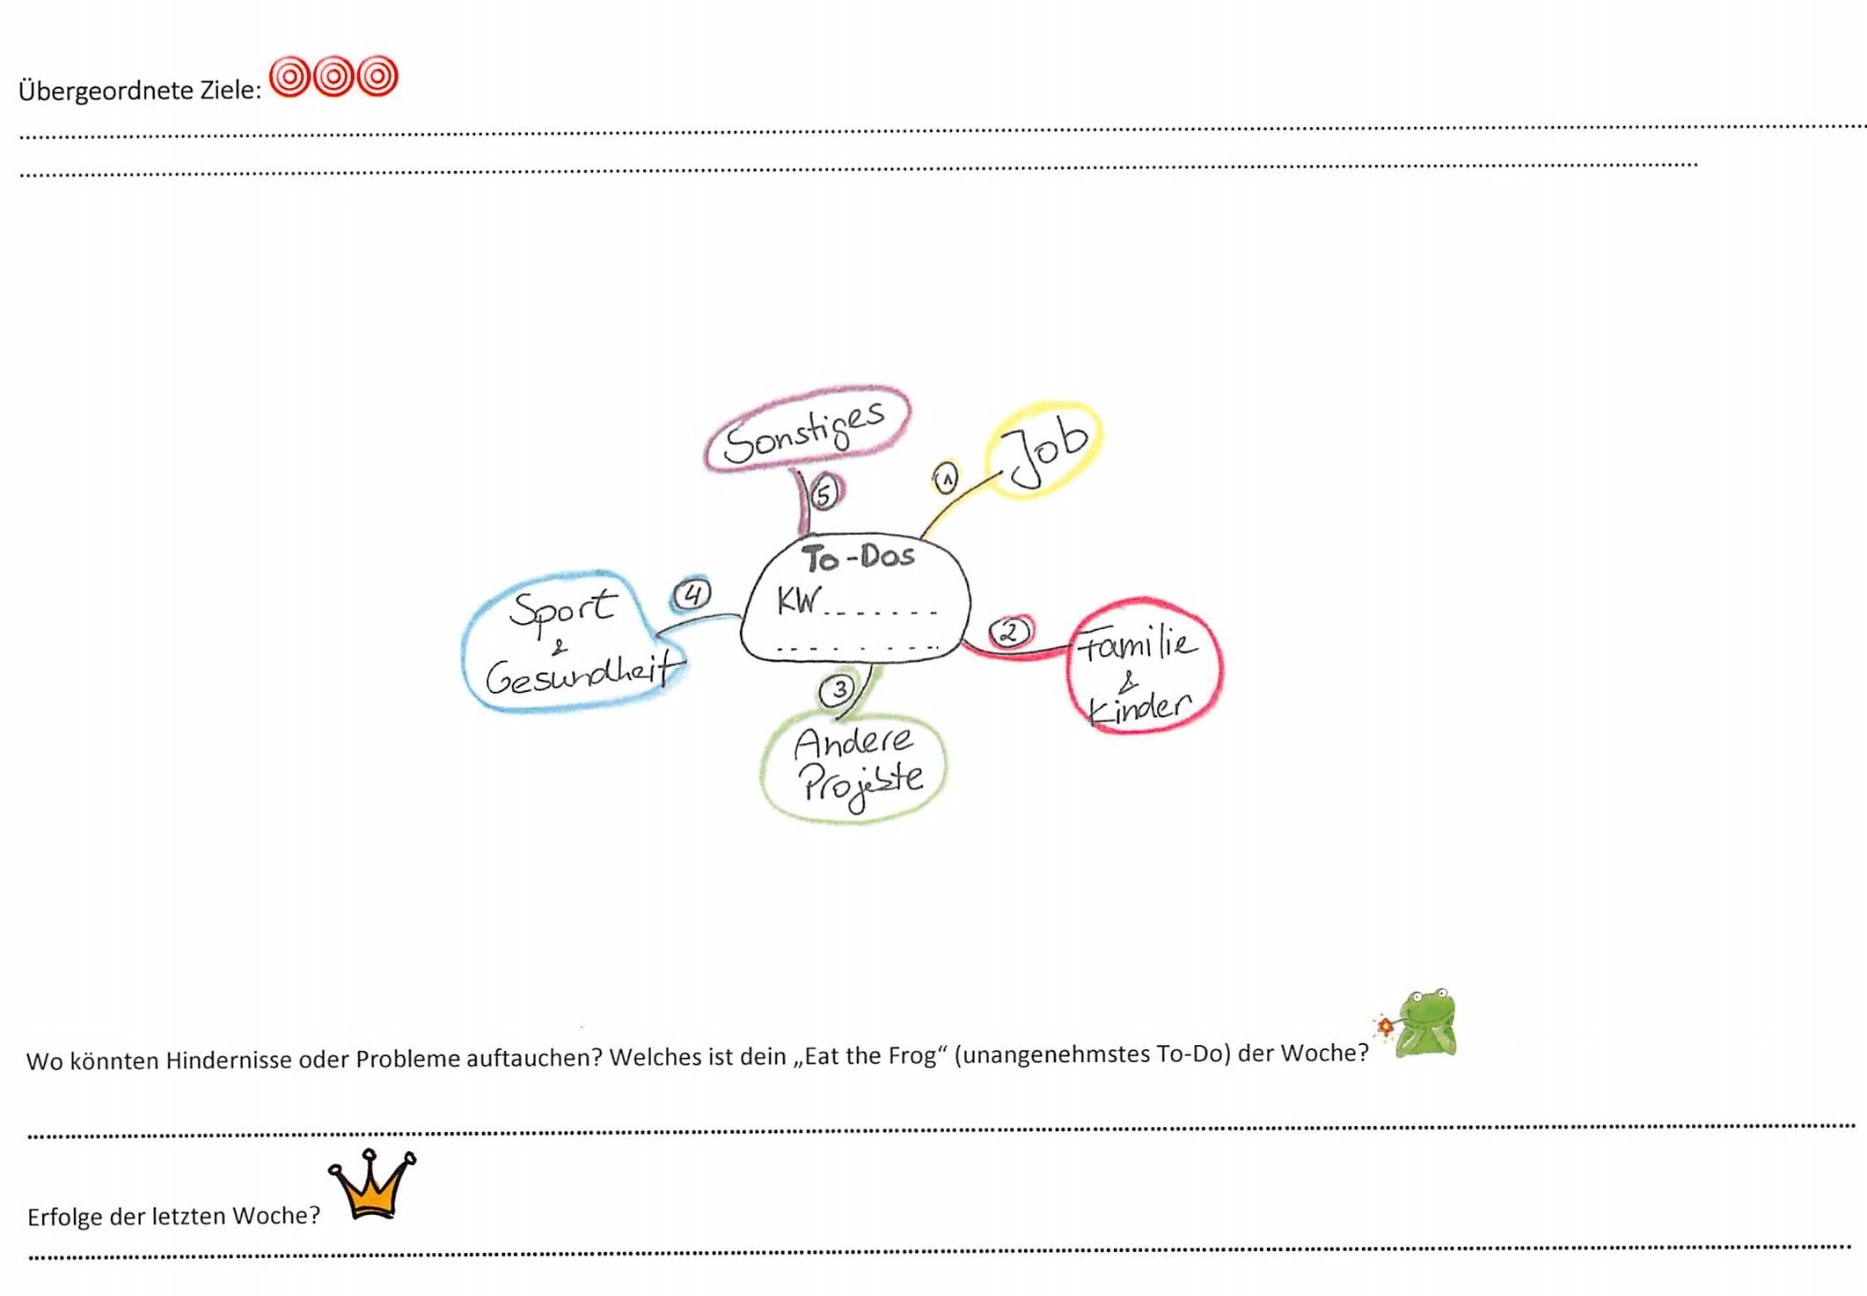 Übergeordnete Ziele:
Sonstiges
Job
5
1
To-Dos
KW
Sport
&
Gesundheit
4
2
Familie
&
Kinder
3
Andere
Projekte
Wo könnten Hindernisse oder Probleme auftauchen? Welches ist dein „Eat the Frog“ (unangenehmstes To-Do) der Woche?
Erfolge der letzten Woche?